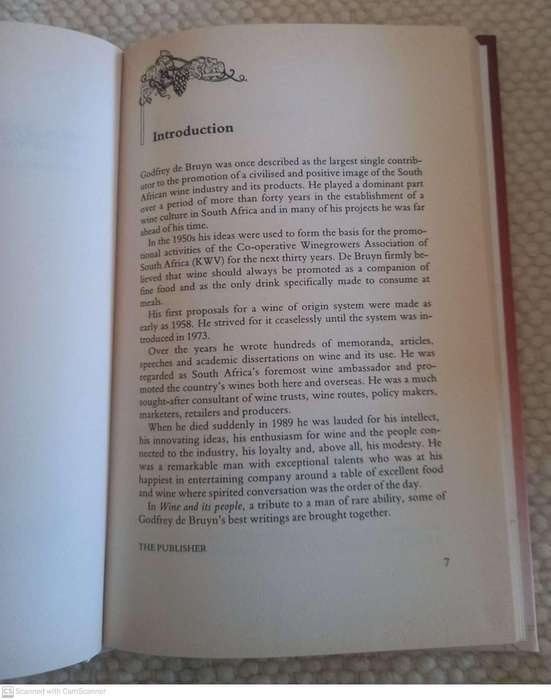 Introduction
Godfrey de Bruyn was once described as the largest single contrib-
utor to the promotion of a civilised and positive image of the South
African wine industry and its products. He played a dominant part
over a period of more than forty years in the establishment of a
wine culture in South Africa and in many of his projects he was far
ahead of his time.
In the 1950s his ideas were used to form the basis for the promo-
tional activities of the Co-operative Winegrowers Association of
South Africa (KWV) for the next thirty years. De Bruyn firmly be-
lieved that wine should always be promoted as a companion of
fine food and as the only drink specifically made to consume at
meals.
His first proposals for a wine of origin system were made as
early as 1958. He strived for it ceaselessly until the system was in-
troduced in 1973.
Over the years he wrote hundreds of memoranda, articles,
speeches and academic dissertations on wine and its use. He was
regarded as South Africa's foremost wine ambassador and pro-
moted the country's wines both here and overseas. He was a much
sought-after consultant of wine trusts, wine routes, policy makers,
marketers, retailers and producers.
When he died suddenly in 1989 he was lauded for his intellect,
his innovating ideas, his enthusiasm for wine and the people con-
nected to the industry, his loyalty and, above all, his modesty. He
was a remarkable man with exceptional talents who was at his
happiest in entertaining company around a table of excellent food
and wine where spirited conversation was the order of the day.
In Wine and its people, a tribute to a man of rare ability, some of
Godfrey de Bruyn's best writings are brought together.
THE PUBLISHER
7
CS Scanned with CamScanner